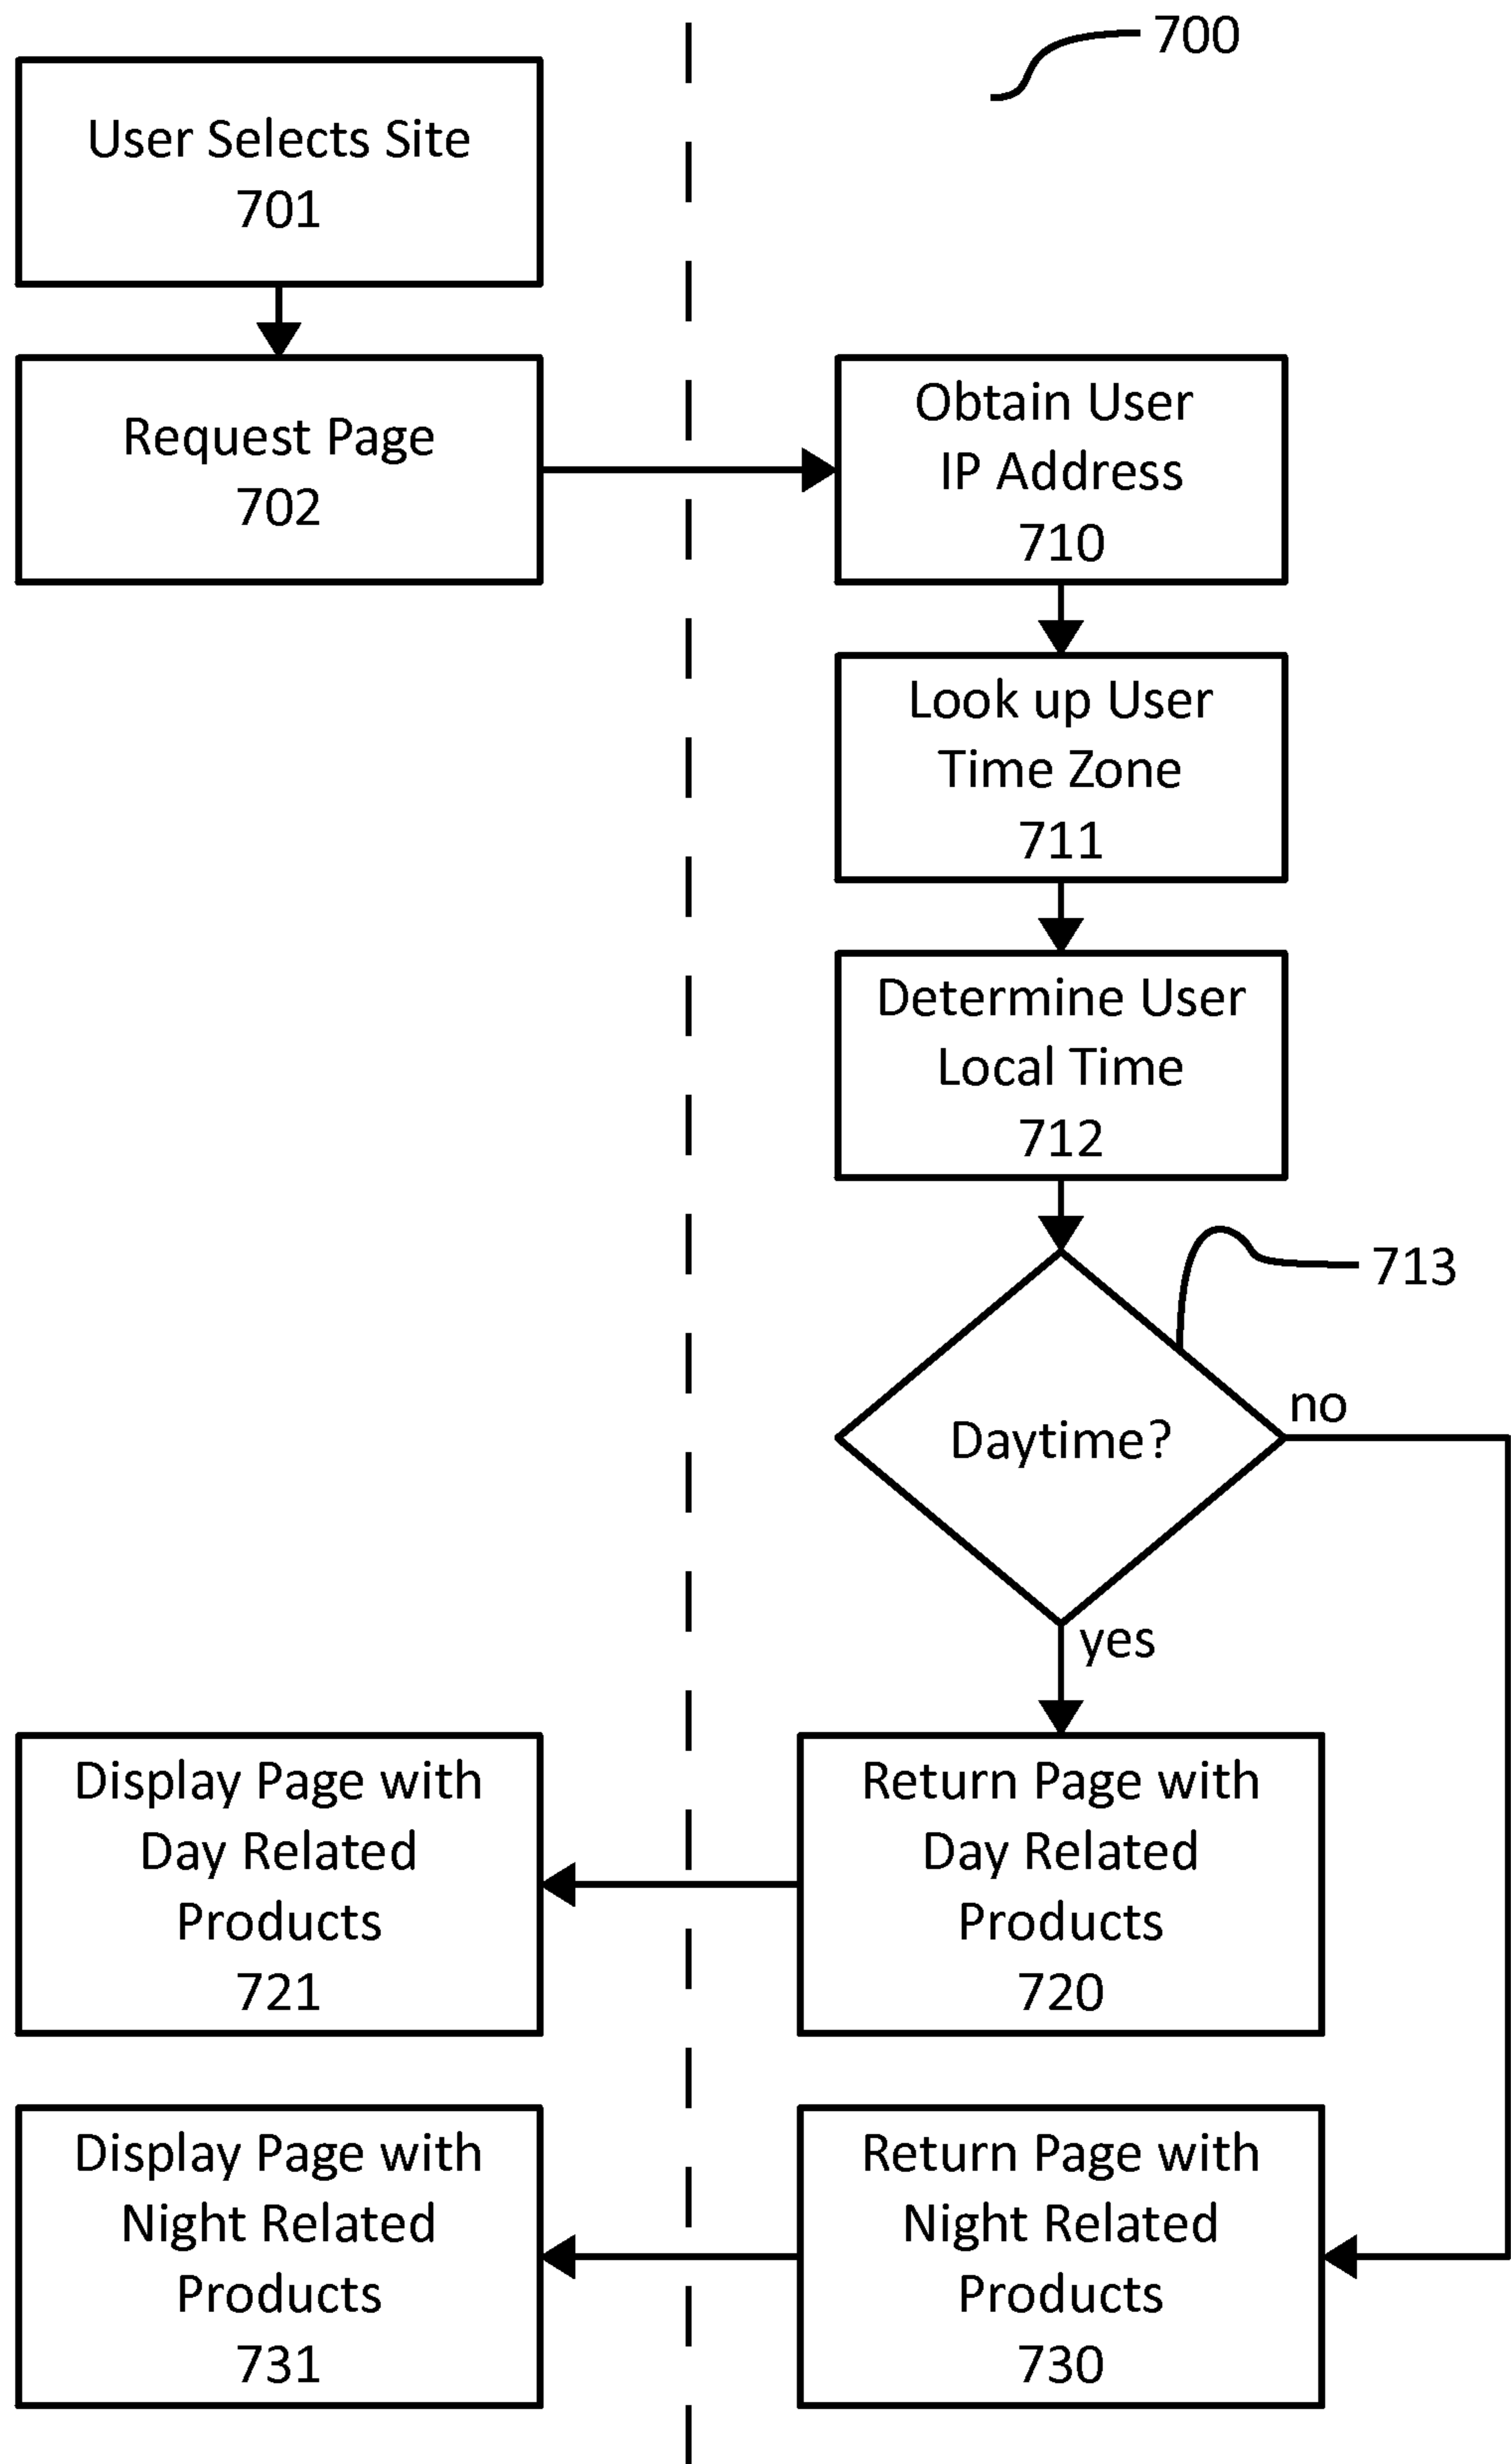 700
User Selects Site
701
Request Page
702
Obtain User
IP Address
710
Look up User
Time Zone
711
Determine User
Local Time
712
713
Daytime?
no
yes
Display Page with
Day Related
Products
721
Return Page with
Day Related
Products
720
Display Page with
Night Related
Products
731
Return Page with
Night Related
Products
730